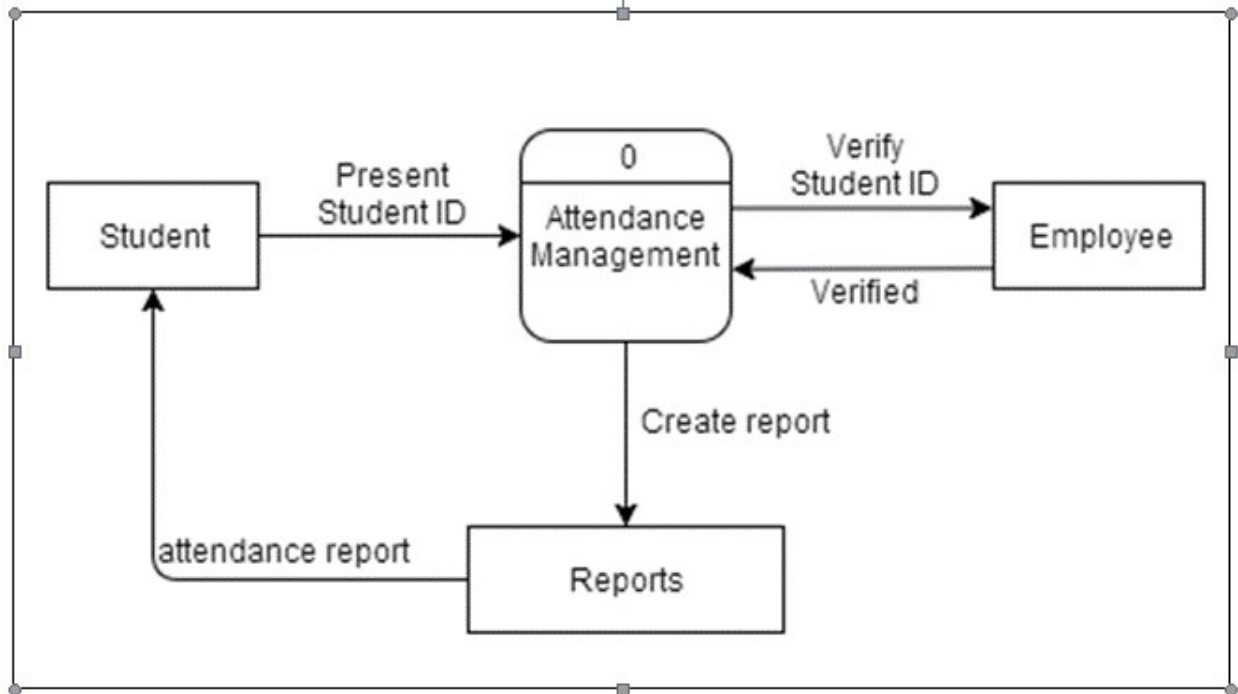 0
Present
Student ID
Verify
Student ID
Student
Attendance
Management
Employee
Verified
Create report
attendance report
Reports